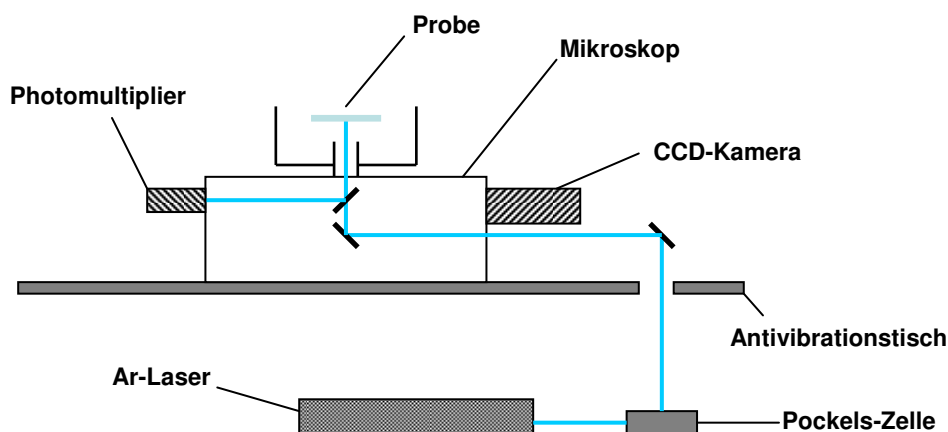 Probe
Mikroskop
Photomultiplier
CCD-Kamera
Antivibrationstisch
Ar-Laser
Pockels-Zelle